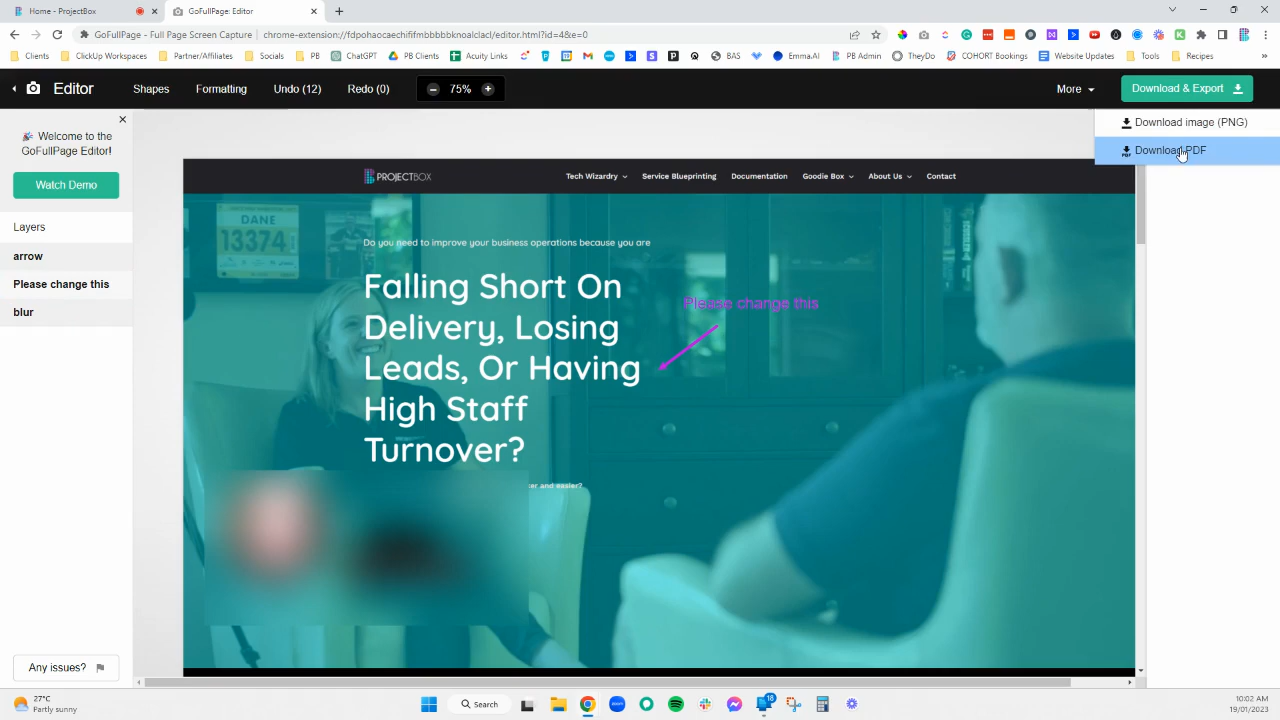 Home - ProjectBox
GoFullPage: Editor
GoFullPage - Full Page Screen Capture | chrome-extension://fdpohaocaechififmbbbbbknoalclacl/editor.html?id=4&e=0
Clients
ClickUp Workspaces
Partner/Affiliates
Socials
PB
ChatGPT
PB Clients
Acuity Links
BAS
Emma.AI
PB Admin
TheyDo
COHORT Bookings
Website Updates
Tools
Recipes
Editor
Shapes
Formatting
Undo (12)
Redo (0)
75%
More
Download & Export
Download image (PNG)
Download PDF
Welcome to the
GoFullPage Editor!
Watch Demo
Layers
arrow
Please change this
blur
Any issues?
PROJECTBOX
Tech Wizardry
Service Blueprinting
Documentation
Goodie Box
About Us
Contact
DANE
13374
Do you need to improve your business operations because you are
Falling Short On
Delivery, Losing
Leads, Or Having
High Staff
Turnover?
Please change this
and easier?
27°C
Partly sunny
Search
zoom
18
10:02 AM
19/01/2023